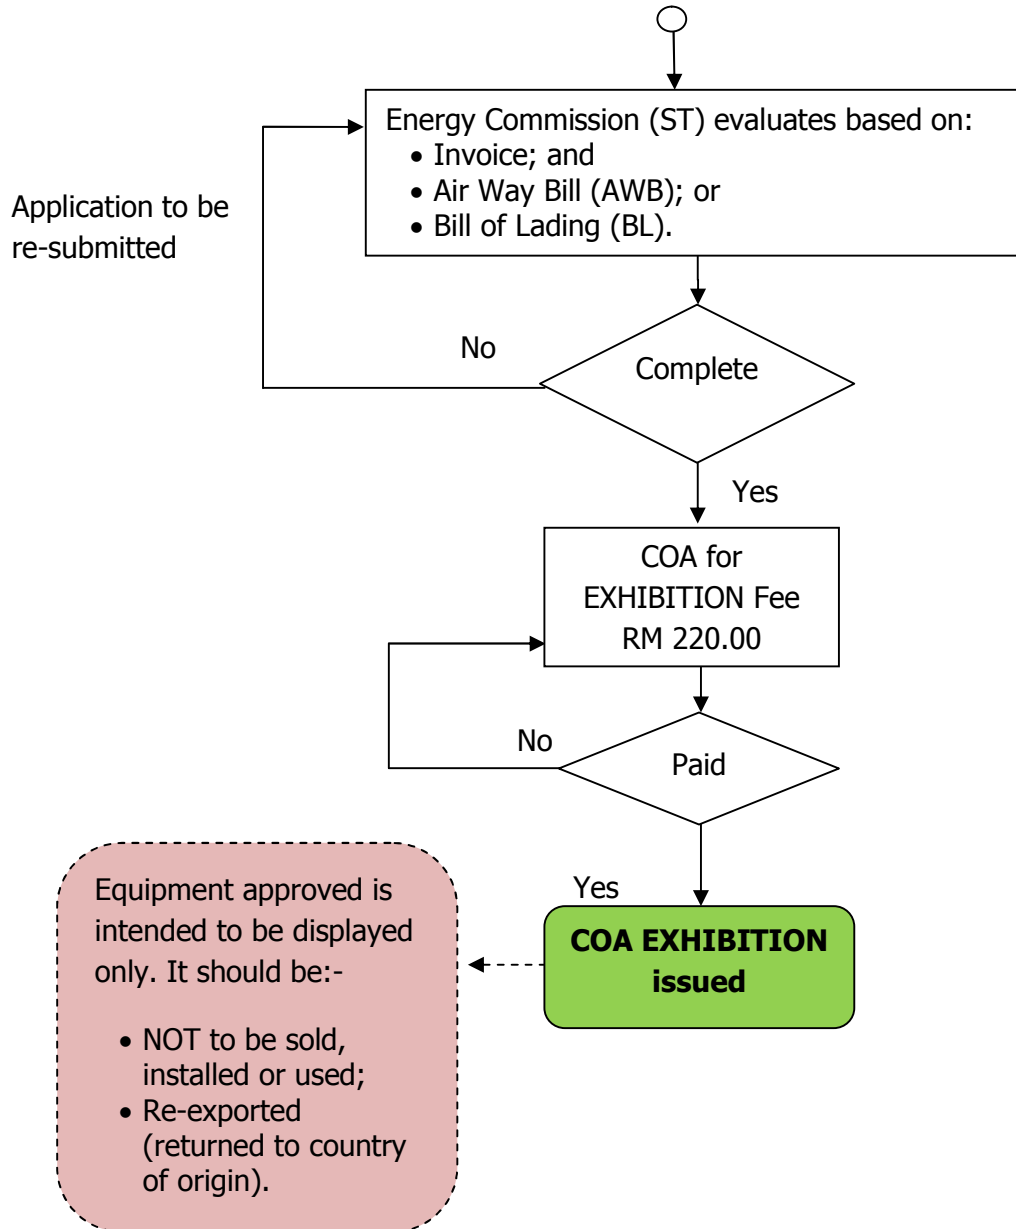 Energy Commission (ST) evaluates based on:
• Invoice; and
• Air Way Bill (AWB); or
• Bill of Lading (BL).
Application to be
re-submitted
No
Complete
Yes
COA for
EXHIBITION Fee
RM 220.00
No
Paid
Yes
COA EXHIBITION
issued
Equipment approved is
intended to be displayed
only. It should be:-
• NOT to be sold,
installed or used;
• Re-exported
(returned to country
of origin).